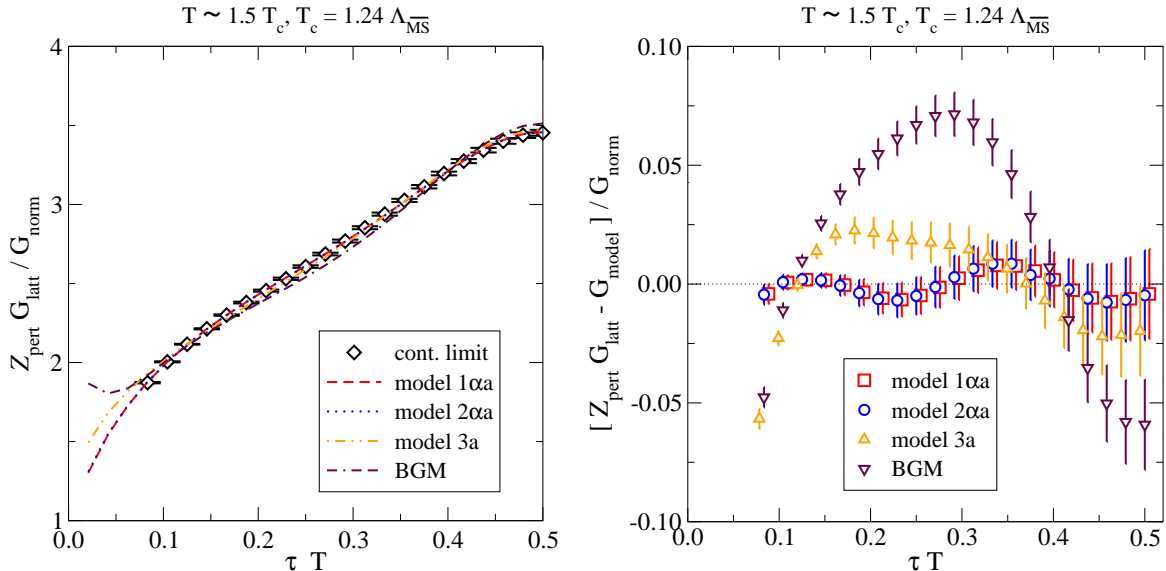 T ~ 1.5 T_c, T_c = 1.24 Λ_MS̅
4
3
2
1
0.0 0.1 0.2 0.3 0.4 0.5
Z_pert G_latt / G_norm
τ T
cont. limit
model 1αa
model 2αa
model 3a
BGM
T ~ 1.5 T_c, T_c = 1.24 Λ_MS̅
0.10
0.05
0.00
-0.05
-0.10
0.0 0.1 0.2 0.3 0.4 0.5
[ Z_pert G_latt - G_model ] / G_norm
τ T
model 1αa
model 2αa
model 3a
BGM